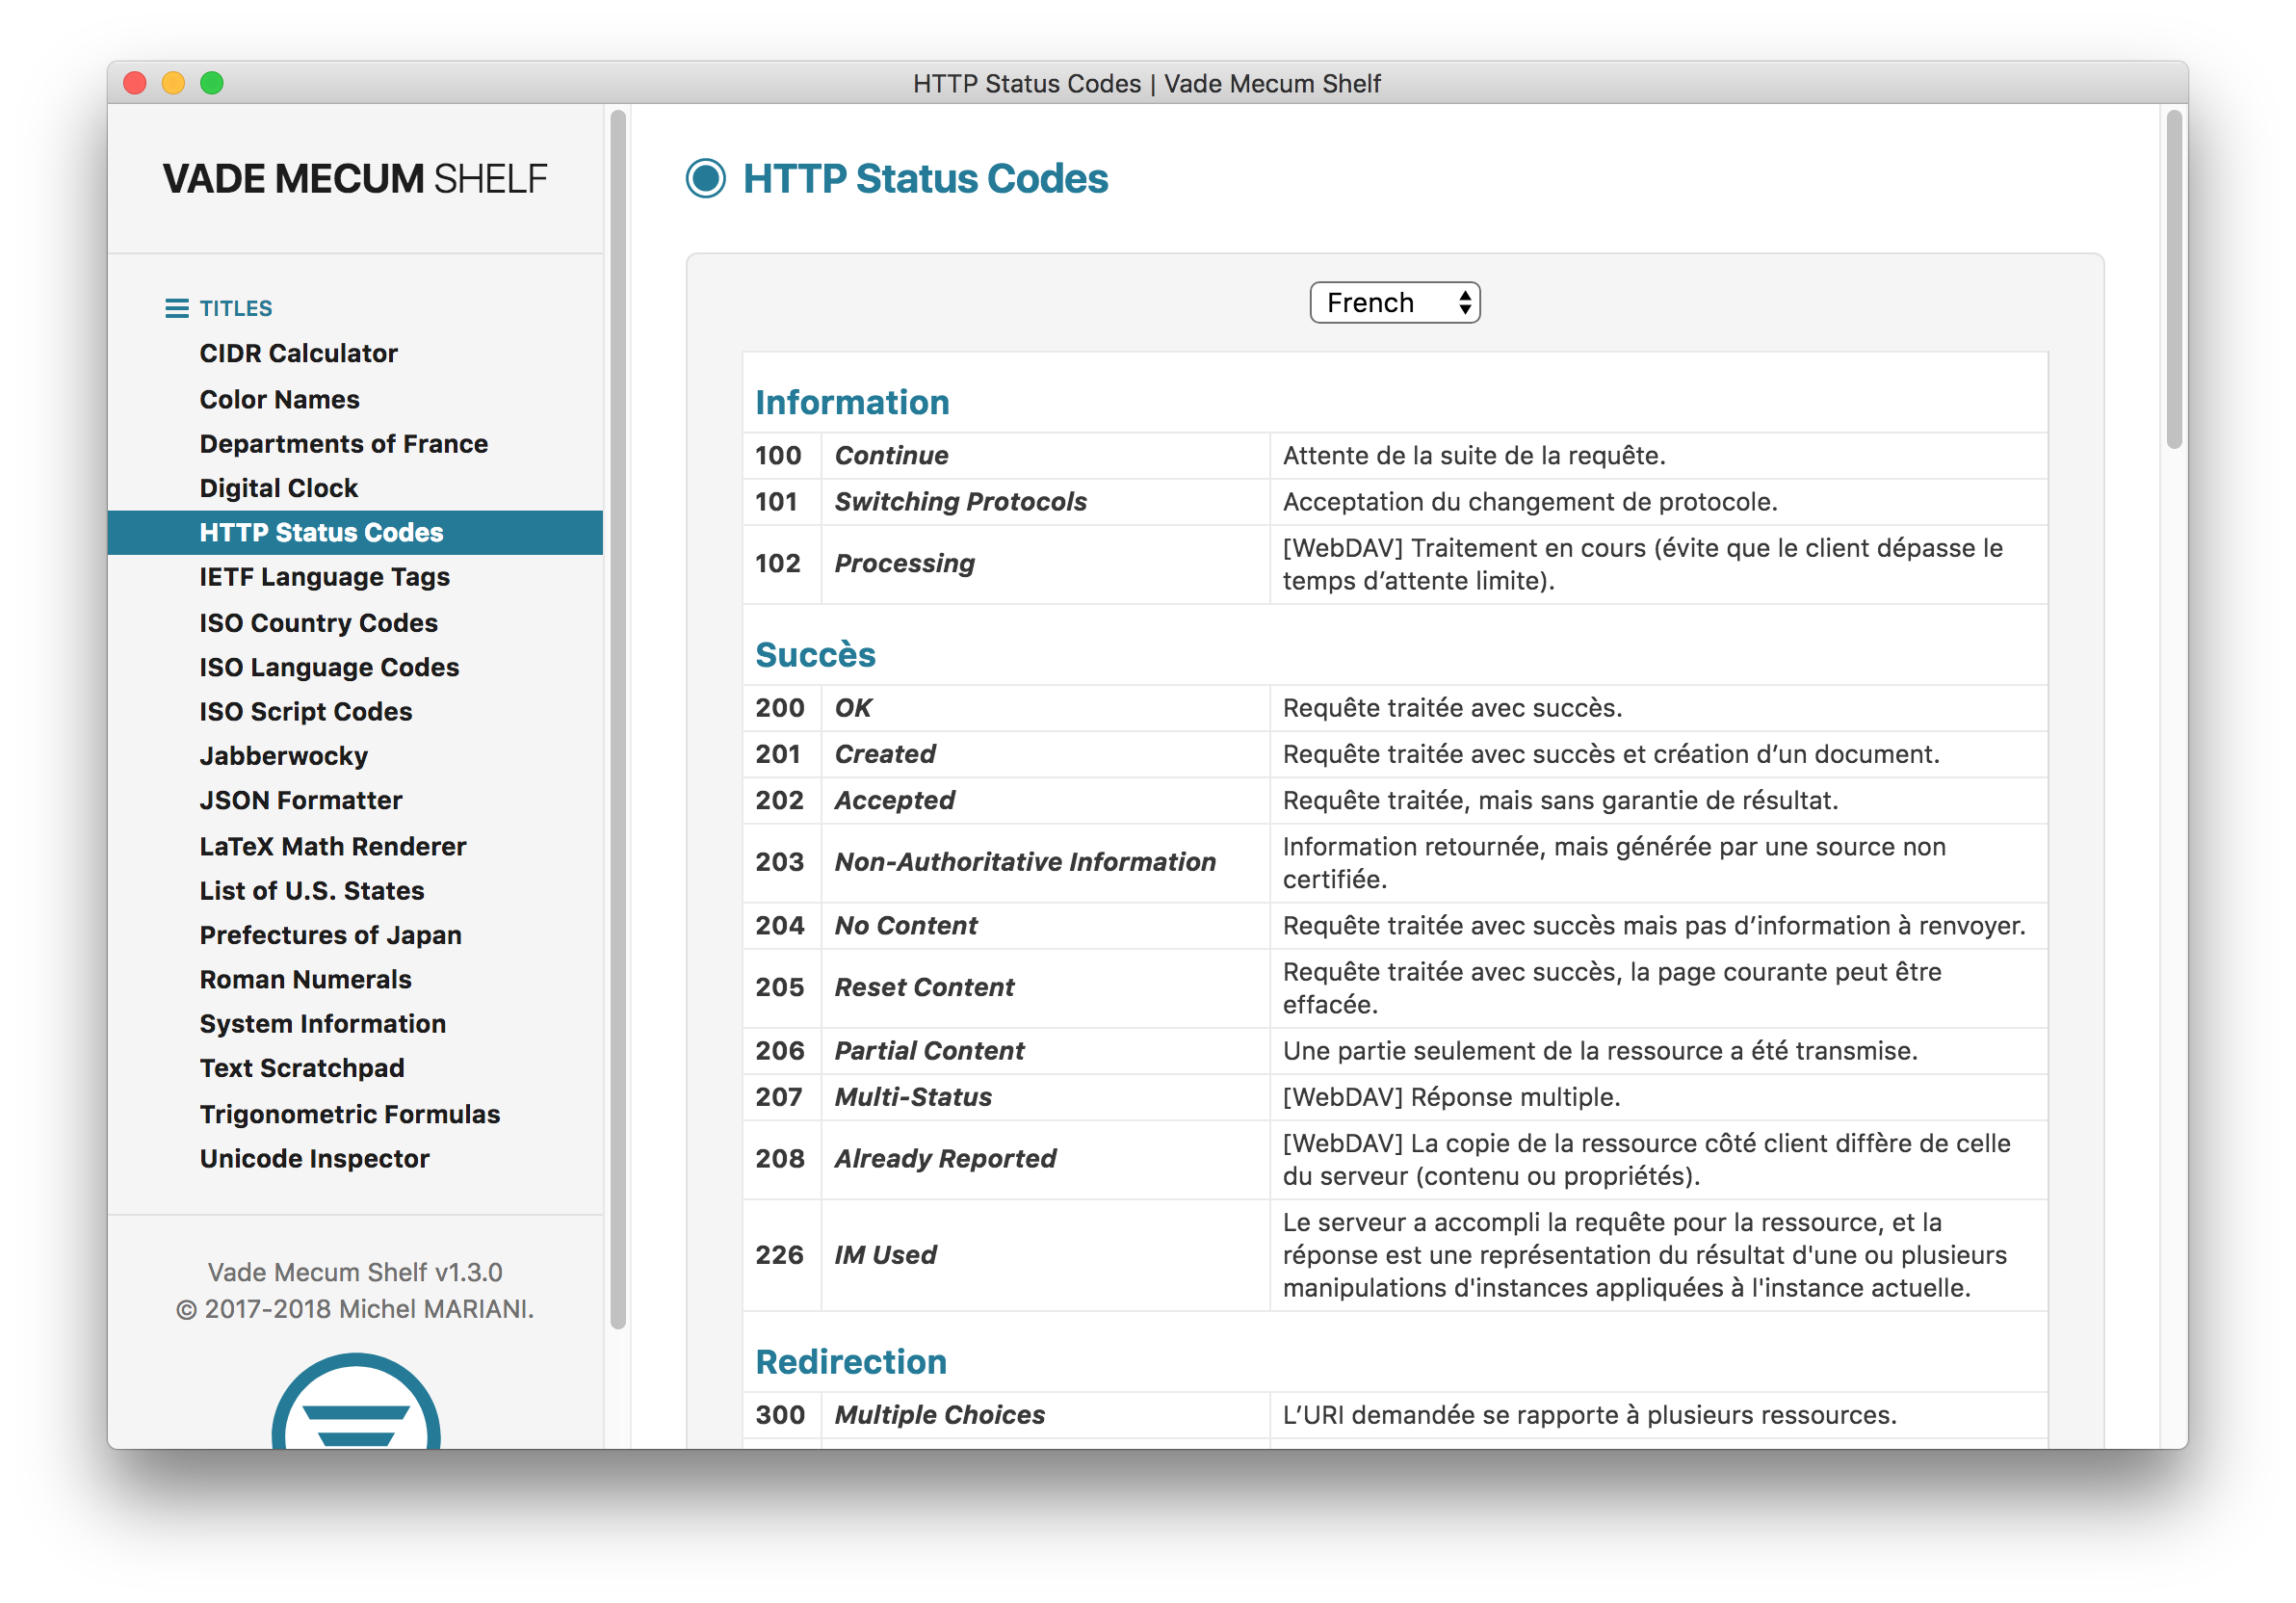 HTTP Status Codes | Vade Mecum Shelf
VADE MECUM SHELF
TITLES
CIDR Calculator
Color Names
Departments of France
Digital Clock
HTTP Status Codes
IETF Language Tags
ISO Country Codes
ISO Language Codes
ISO Script Codes
Jabberwocky
JSON Formatter
LaTeX Math Renderer
List of U.S. States
Prefectures of Japan
Roman Numerals
System Information
Text Scratchpad
Trigonometric Formulas
Unicode Inspector
Vade Mecum Shelf v1.3.0
© 2017-2018 Michel MARIANI.
HTTP Status Codes
French
Information
100 Continue Attente de la suite de la requête.
101 Switching Protocols Acceptation du changement de protocole.
102 Processing [WebDAV] Traitement en cours (évite que le client dépasse le
temps d’attente limite).
Succès
200 OK Requête traitée avec succès.
201 Created Requête traitée avec succès et création d’un document.
202 Accepted Requête traitée, mais sans garantie de résultat.
203 Non-Authoritative Information Information retournée, mais générée par une source non
certifiée.
204 No Content Requête traitée avec succès mais pas d’information à renvoyer.
205 Reset Content Requête traitée avec succès, la page courante peut être
effacée.
206 Partial Content Une partie seulement de la ressource a été transmise.
207 Multi-Status [WebDAV] Réponse multiple.
208 Already Reported [WebDAV] La copie de la ressource côté client diffère de celle
du serveur (contenu ou propriétés).
226 IM Used Le serveur a accompli la requête pour la ressource, et la
réponse est une représentation du résultat d'une ou plusieurs
manipulations d'instances appliquées à l'instance actuelle.
Redirection
300 Multiple Choices L’URI demandée se rapporte à plusieurs ressources.